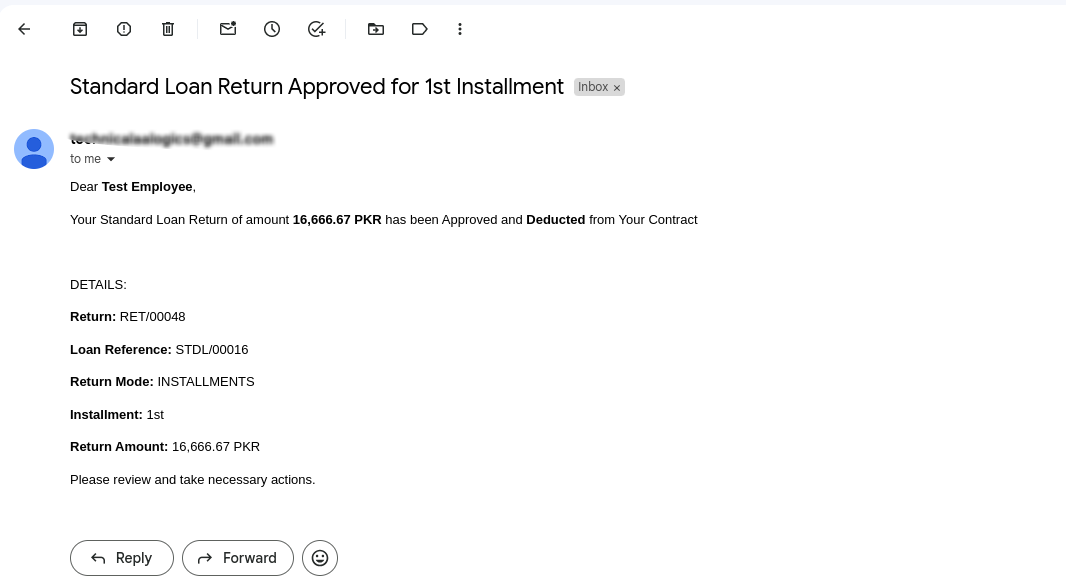 Standard Loan Return Approved for 1st Installment Inbox ×
to me
Dear Test Employee,
Your Standard Loan Return of amount 16,666.67 PKR has been Approved and Deducted from Your Contract
DETAILS:
Return: RET/00048
Loan Reference: STDL/00016
Return Mode: INSTALLMENTS
Installment: 1st
Return Amount: 16,666.67 PKR
Please review and take necessary actions.
Reply Forward